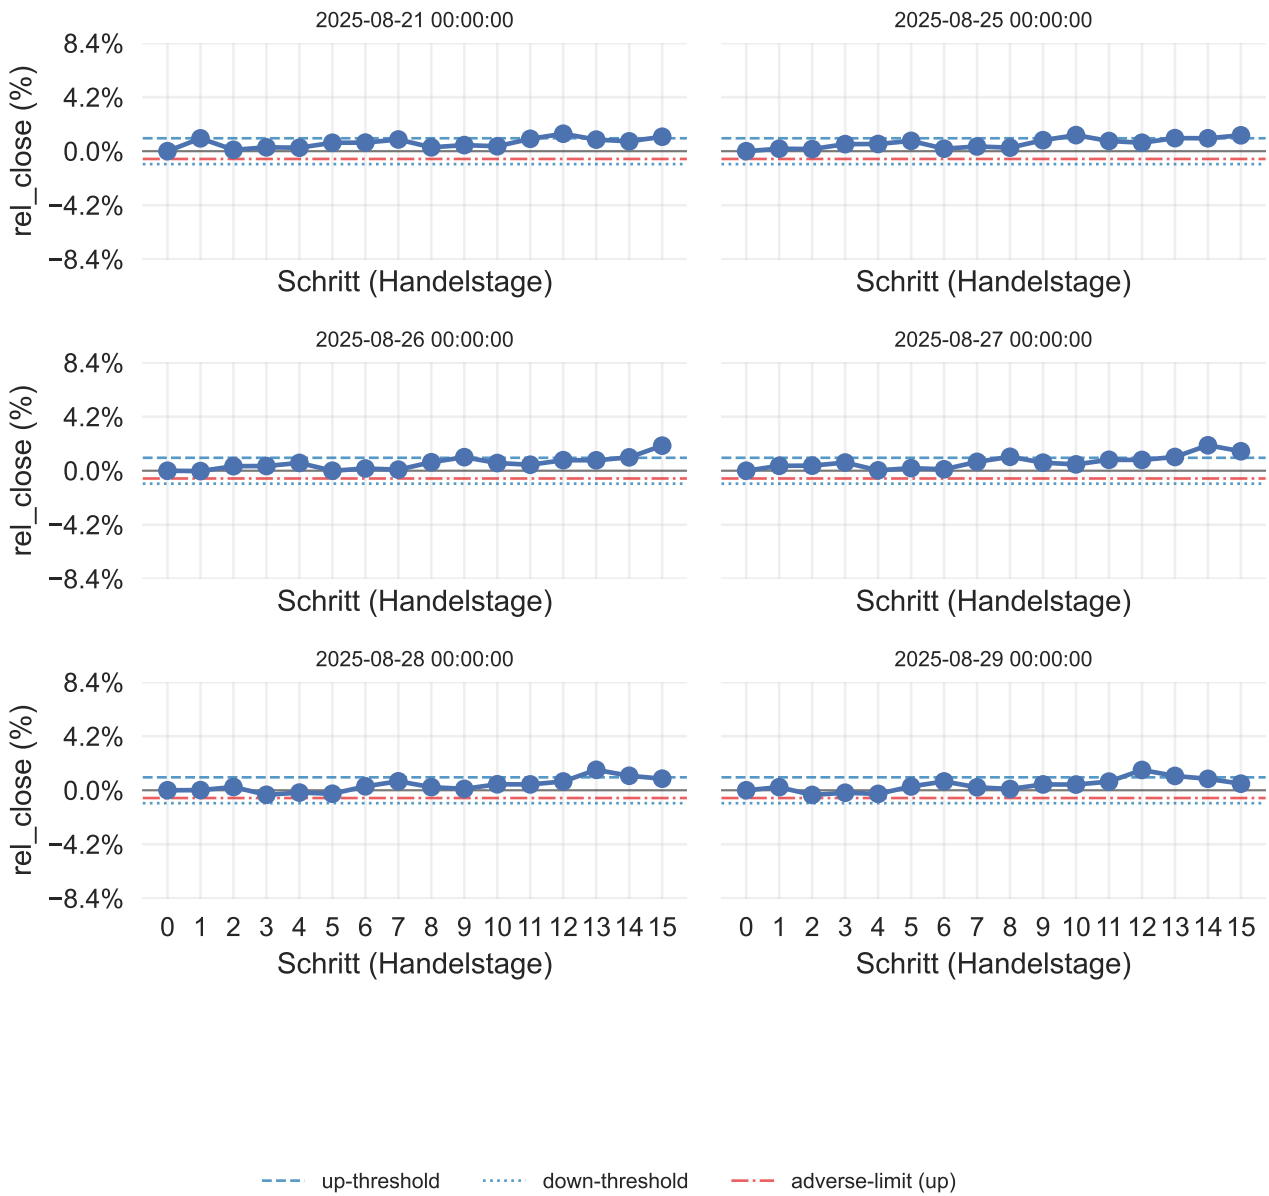 2025-08-21 00:00:00
2025-08-25 00:00:00
8.4%
4.2%
0.0%
−4.2%
−8.4%
rel_close (%)
Schritt (Handelstage)
Schritt (Handelstage)
2025-08-26 00:00:00
2025-08-27 00:00:00
8.4%
4.2%
0.0%
−4.2%
−8.4%
rel_close (%)
Schritt (Handelstage)
Schritt (Handelstage)
2025-08-28 00:00:00
2025-08-29 00:00:00
8.4%
4.2%
0.0%
−4.2%
−8.4%
rel_close (%)
0 1 2 3 4 5 6 7 8 9 10 11 12 13 14 15
0 1 2 3 4 5 6 7 8 9 10 11 12 13 14 15
Schritt (Handelstage)
Schritt (Handelstage)
up-threshold
down-threshold
adverse-limit (up)